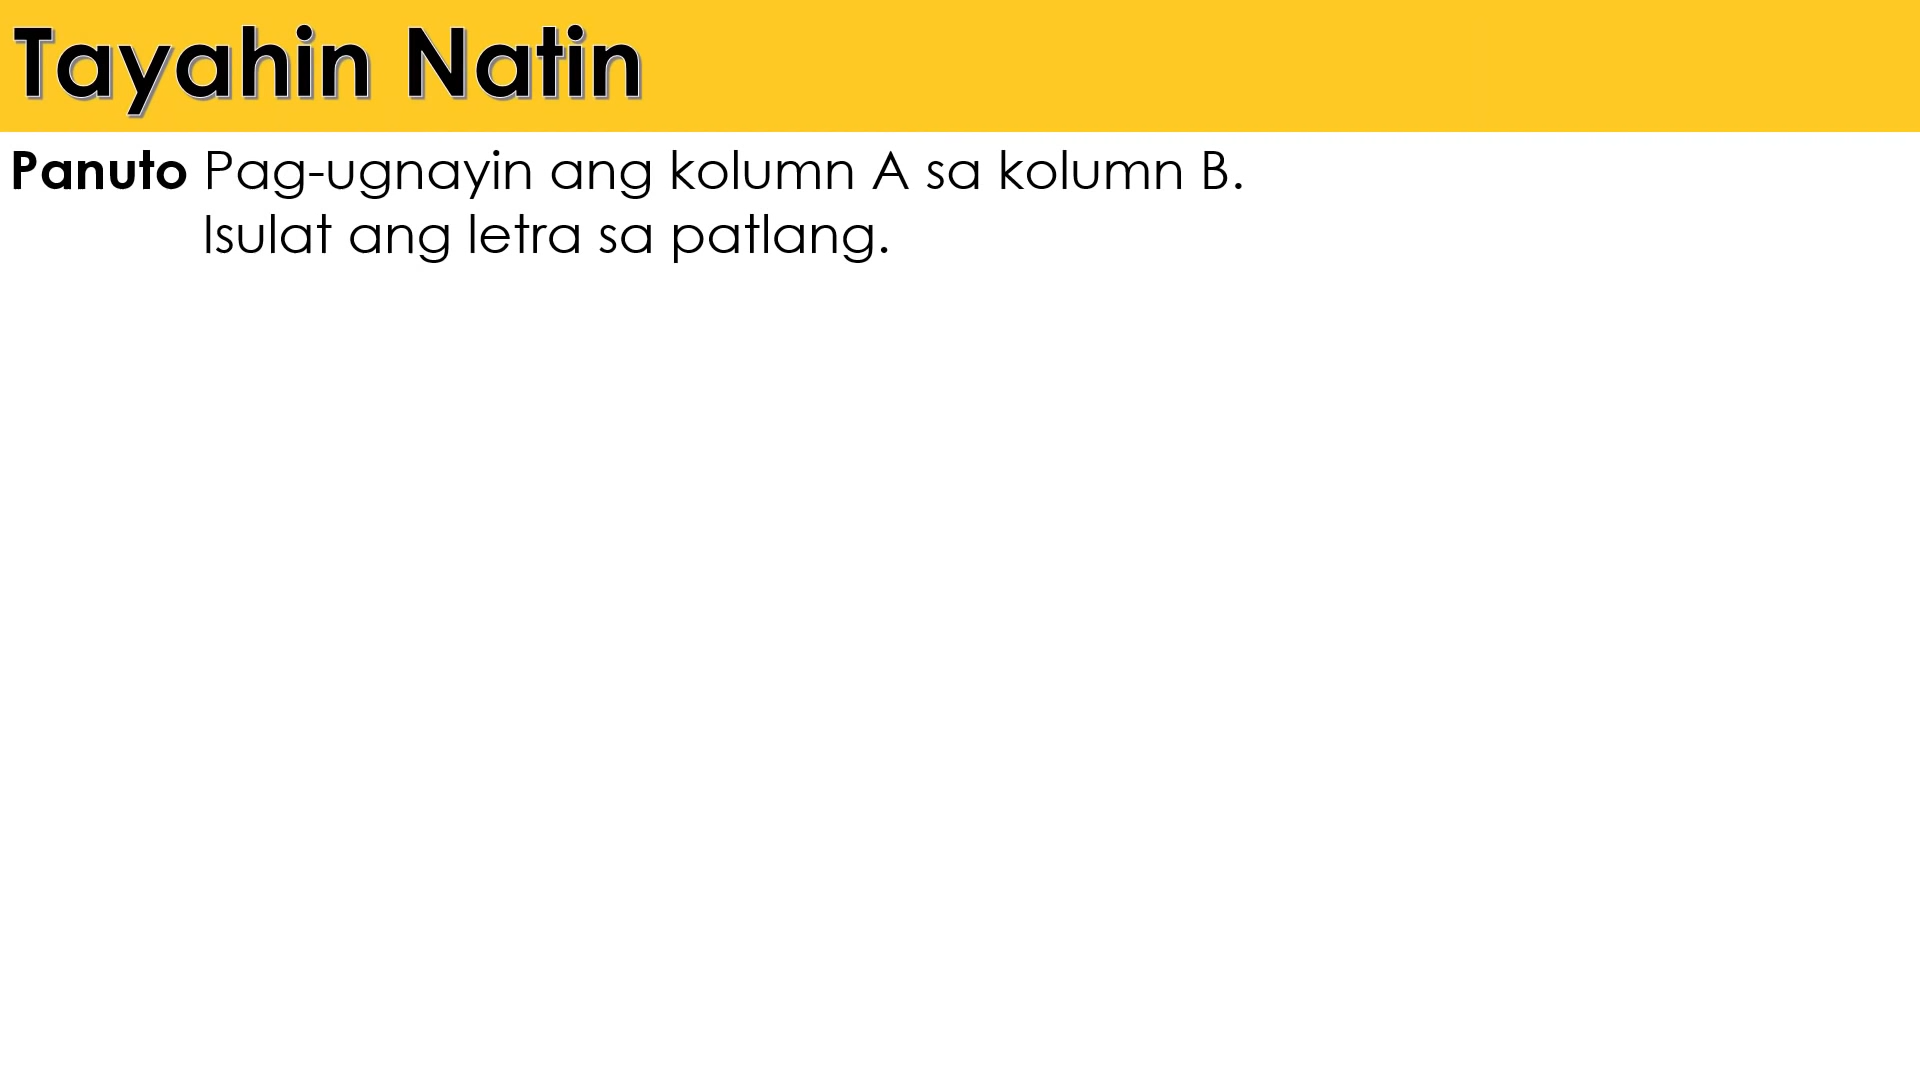 Tayahin Natin
Panuto Pag-ugnayin ang kolumn A sa kolumn B.
Isulat ang letra sa patlang.